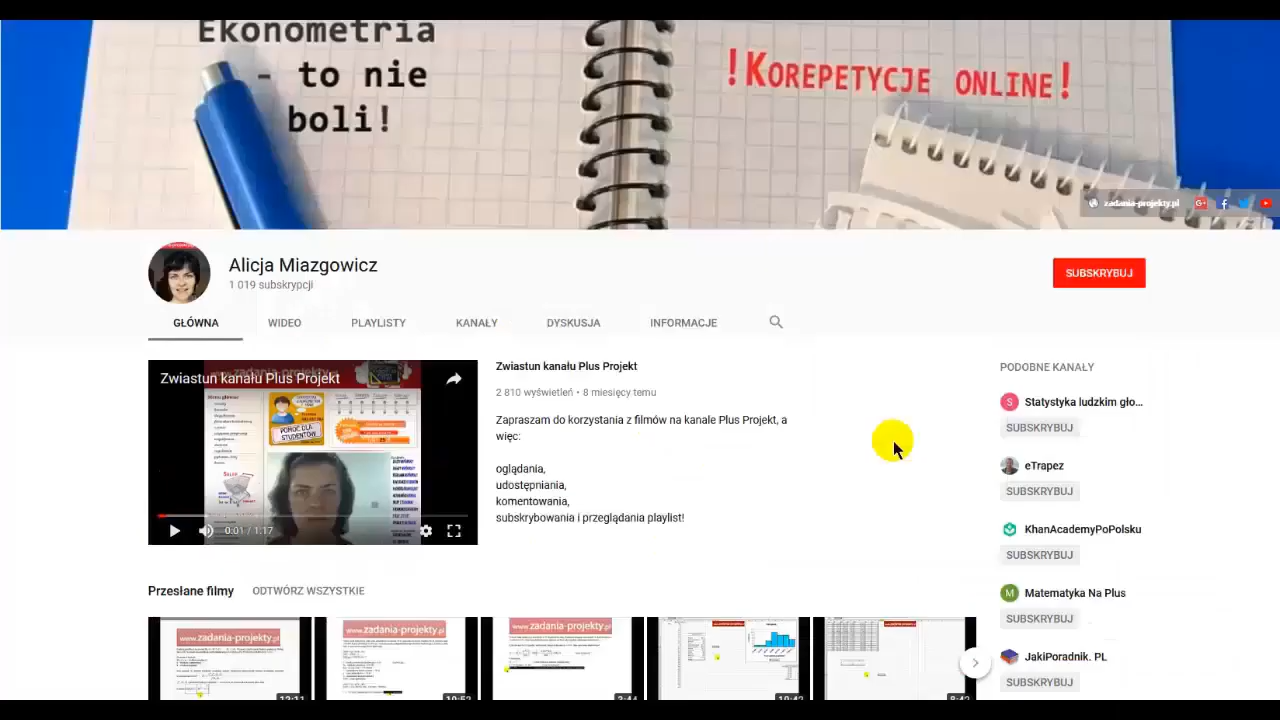 Ekonometria
- to nie
boli!
!KOREPETYCJE ONLINE!
zadania-projekty.pl
Alicja Miazgowicz
1 019 subskrypcji
SUBSKRYBUJ
GŁÓWNA
WIDEO
PLAYLISTY
KANAŁY
DYSKUSJA
INFORMACJE
Zwiastun kanału Plus Projekt
POMOC DLA
STUDENTÓW
0:01 / 1:17
Zwiastun kanału Plus Projekt
2 810 wyświetleń • 8 miesięcy temu
Zapraszam do korzystania z filmów na kanale Plus Projekt, a
więc:
oglądania,
udostępniania,
komentowania,
subskrybowania i przeglądania playlist!
PODOBNE KANAŁY
S
Statystyka ludzkim gło...
SUBSKRYBUJ
eTrapez
SUBSKRYBUJ
KhanAcademyPoPolsku
SUBSKRYBUJ
M
Matematyka Na Plus
SUBSKRYBUJ
JakiPoradnik. PL
SUBSKRYBUJ
Przesłane filmy
ODTWÓRZ WSZYSTKIE
www.zadania-projekty.pl
www.zadania-projekty.pl
www.zadania-projekty.pl